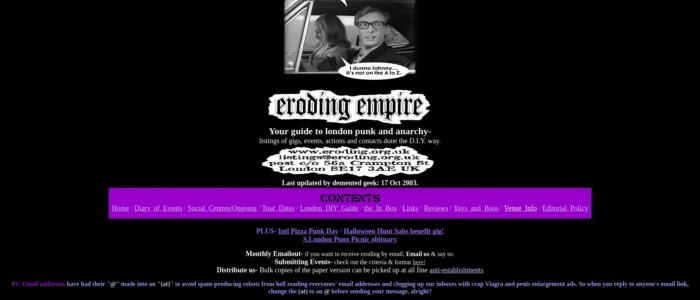 I dunno Johnny....
it's not on the A to Z.
eroding empire
Your guide to london punk and anarchy-
listings of gigs, events, actions and contacts done the D.I.Y. way.
www.eroding.org.uk
listings@eroding.org.uk
post c/o 56a Crampton St
London SE17 3AE UK
Last updated by demented geek: 17 Oct 2003.
CONTENTS
Home / Diary of Events / Social Centres/Ongoing / Tour Dates / London DIY Guide / the In Box / Links / Reviews / Yays and Boos / Venue Info / Editorial Policy
PLUS- Intl Pizza Punk Day / Halloween Hunt Sabs benefit gig!
S.London Punx Picnic obituary
Monthly Emailout- if you want to receive eroding by email, Email us & say so.
Submitting Events- check out the criteria & format here!
Distribute us- Bulk copies of the paper version can be picked up at all fine anti-establishments
PS- Email addresses have had their "@" made into an "(at)" to avoid spam-producing robots from hell reading everyones' email addresses and clogging up our inboxes with crap Viagra and penis enlargement ads. So when you reply to anyone's email link,
change the (at) to an @ before sending your message, alright?